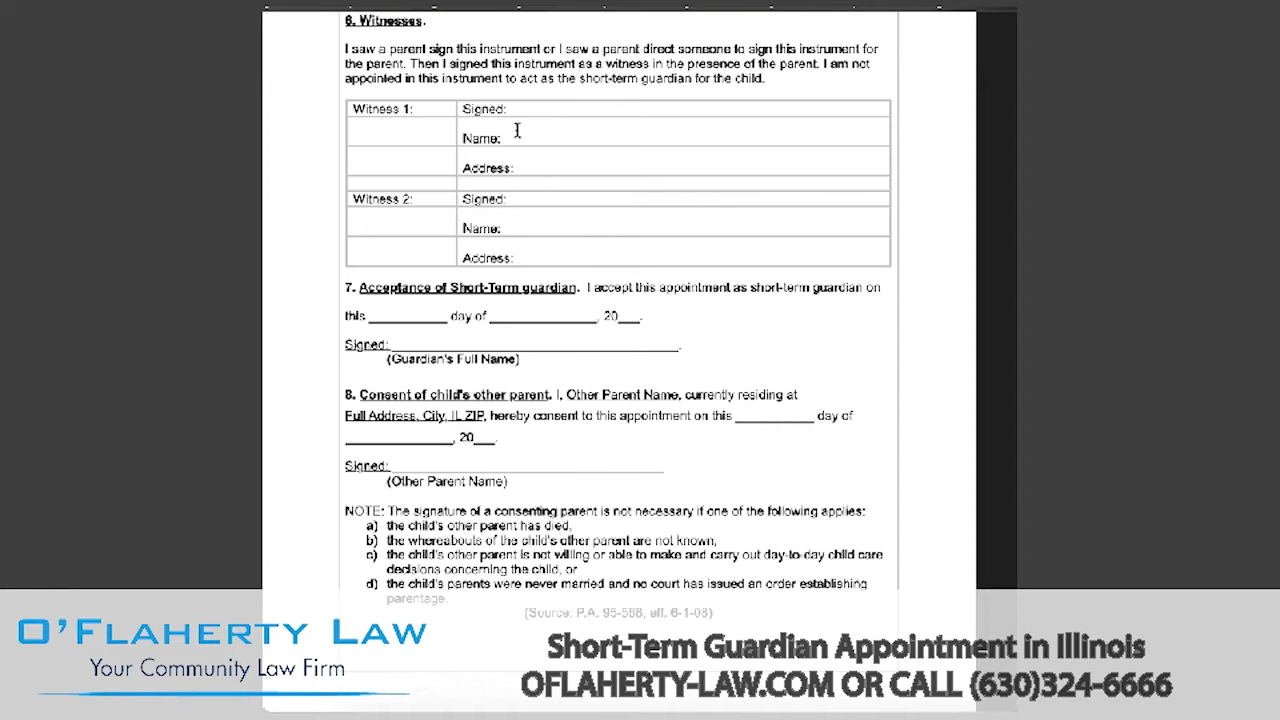 6. Witnesses.
I saw a parent sign this instrument or I saw a parent direct someone to sign this instrument for
the parent. Then I signed this instrument as a witness in the presence of the parent. I am not
appointed in this instrument to act as the short-term guardian for the child.
Witness 1: Signed:
Name:
Address:
Witness 2: Signed:
Name:
Address:
7. Acceptance of Short-Term guardian. I accept this appointment as short-term guardian on
this ___________ day of _______________, 20___.
Signed: ________________________________________.
(Guardian's Full Name)
8. Consent of child's other parent. I, Other Parent Name, currently residing at
Full Address, City, IL ZIP, hereby consent to this appointment on this ___________ day of
_______________, 20___.
Signed: ______________________________________
(Other Parent Name)
NOTE: The signature of a consenting parent is not necessary if one of the following applies:
a) the child's other parent has died,
b) the whereabouts of the child's other parent are not known,
c) the child's other parent is not willing or able to make and carry out day-to-day child care
decisions concerning the child, or
d) the child's parents were never married and no court has issued an order establishing
parentage.
(Source: P.A. 95-568, eff. 6-1-08)
O'FLAHERTY LAW
Your Community Law Firm
Short-Term Guardian Appointment in Illinois
OFLAHERTY-LAW.COM OR CALL (630)324-6666